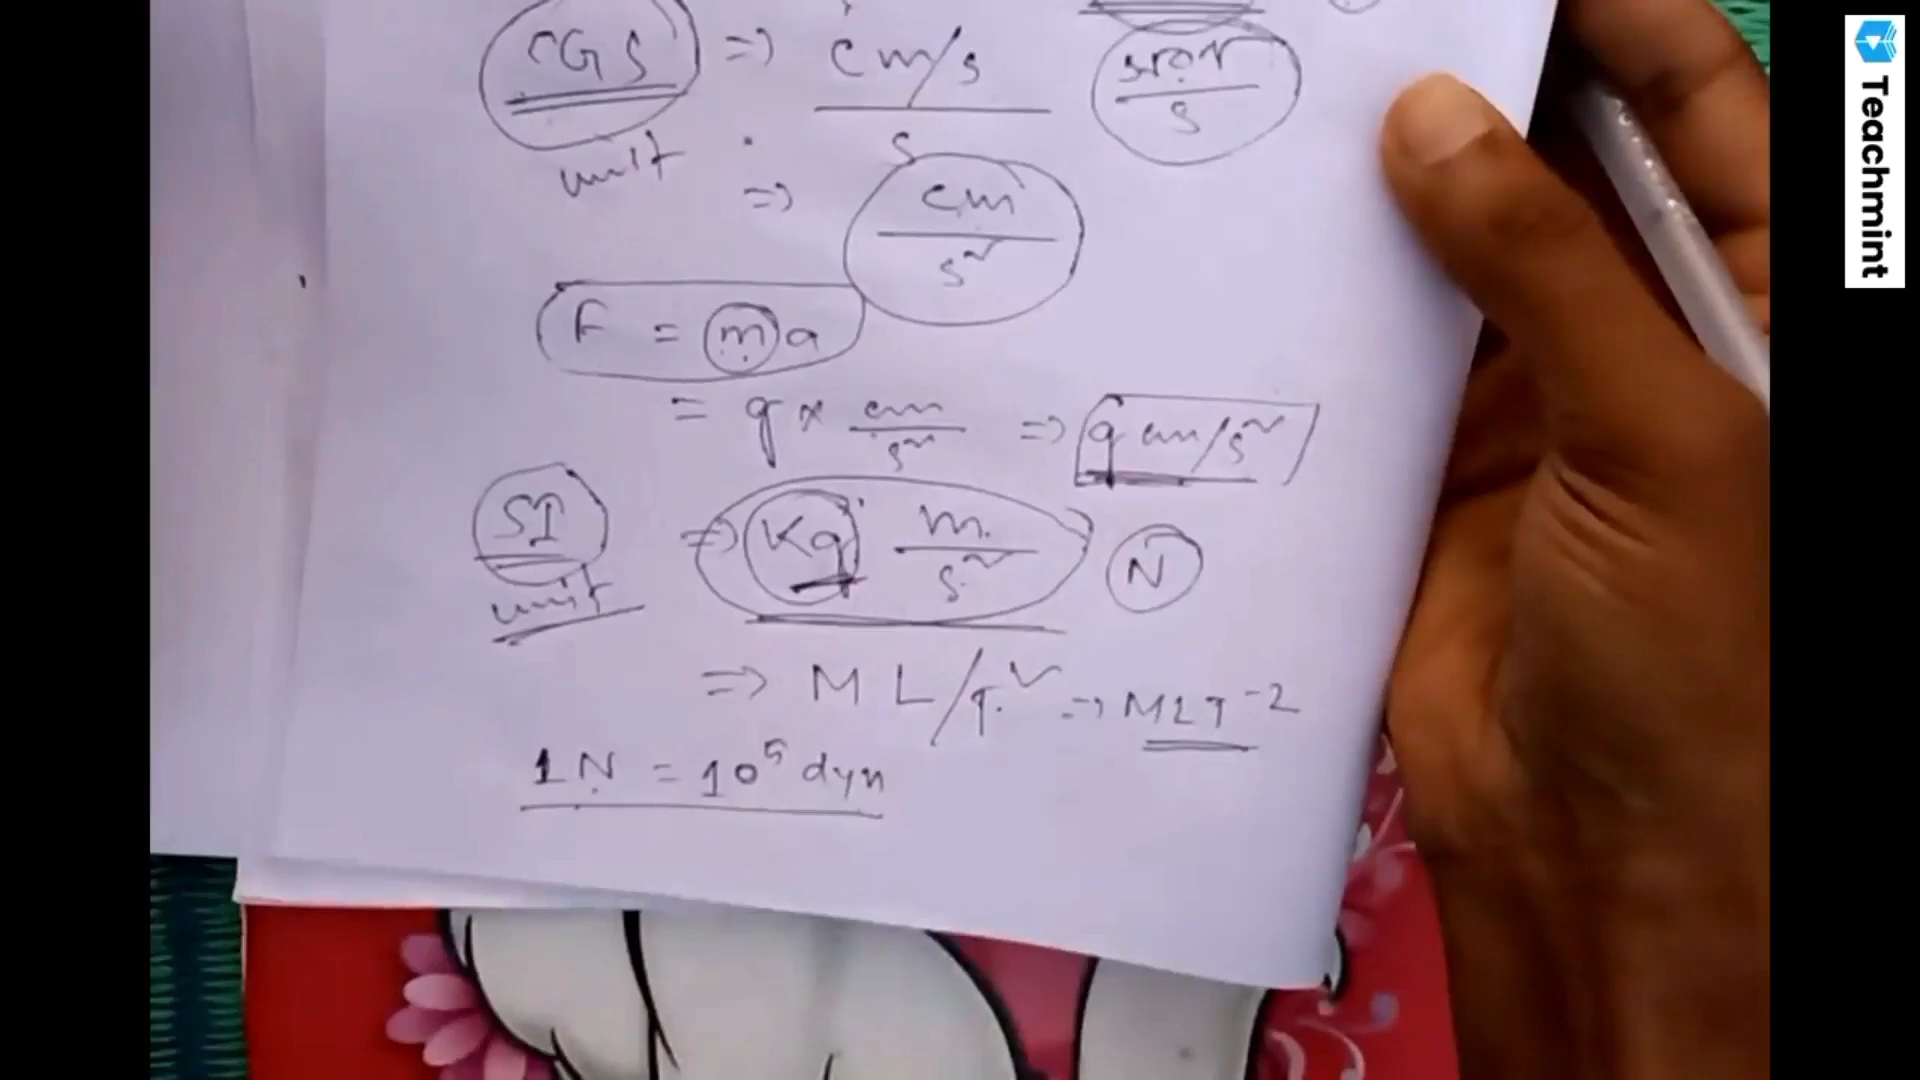 CGS => cm/s / s
unit
=> cm/s²
F = ma
= g × cm/s² => g cm/s²
SI => Kg m/s² N
unit
=> ML/T² => MLT⁻²
1N = 10⁵ dyn
Teachmint